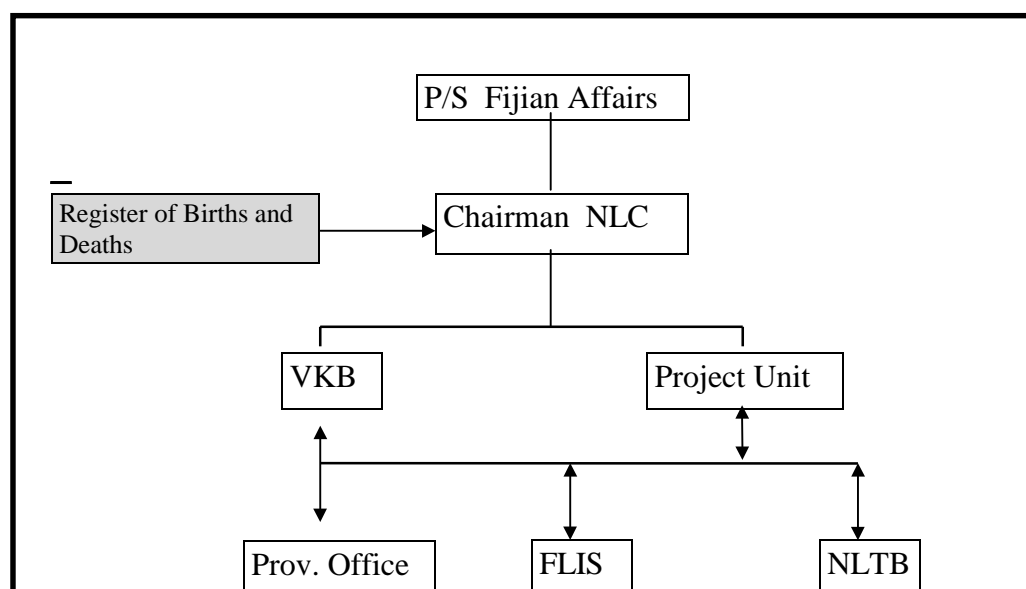 P/S Fijian Affairs
Register of Births and
Deaths
Chairman NLC
VKB
Project Unit
Prov. Office
FLIS
NLTB